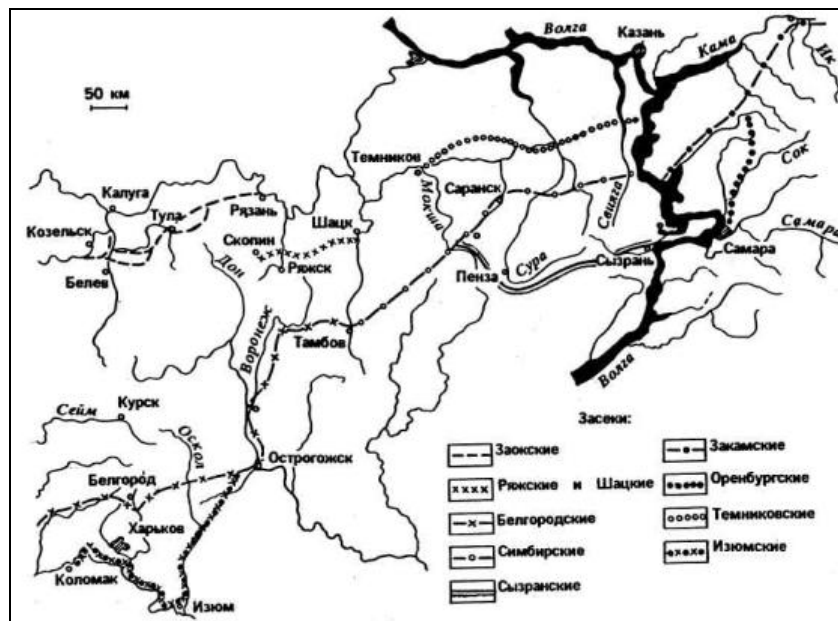 50 км
Волга
Казань
Кама
Ик
Темников
Мокша
Саранск
Свияга
Сок
Самара
Калуга
Тула
Рязань
Шацк
Козельск
Скопин
Ряжск
Белев
Дон
Пенза
Сура
Сызрань
Самара
Воронеж
Тамбов
Волга
Сейм
Курск
Оскол
Острогожск
Белгород
Харьков
Коломак
Изюм
Засеки:
Заокские
Ряжские и Шацкие
Белгородские
Симбирские
Сызранские
Закамские
Оренбургские
Темниковские
Изюмские